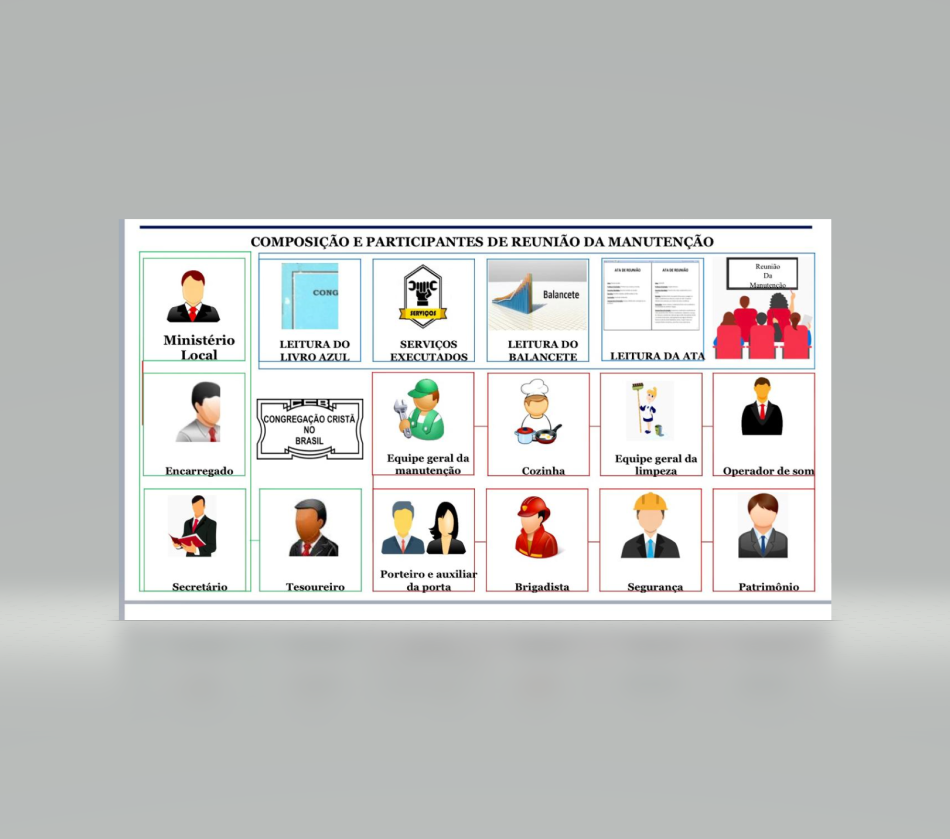 COMPOSIÇÃO E PARTICIPANTES DE REUNIÃO DA MANUTENÇÃO
Ministério
Local
CONG
LEITURA DO
LIVRO AZUL
SERVIÇOS
SERVIÇOS
EXECUTADOS
Balancete
LEITURA DO
BALANCETE
ATA DE REUNIÃO
ATA DE REUNIÃO
LEITURA DA ATA
Reunião
Da
Manutenção
Encarregado
CCB
CONGREGAÇÃO CRISTÃ
NO
BRASIL
Equipe geral da
manutenção
Cozinha
Equipe geral da
limpeza
Operador de som
Secretário
Tesoureiro
Porteiro e auxiliar
da porta
Brigadista
Segurança
Patrimônio